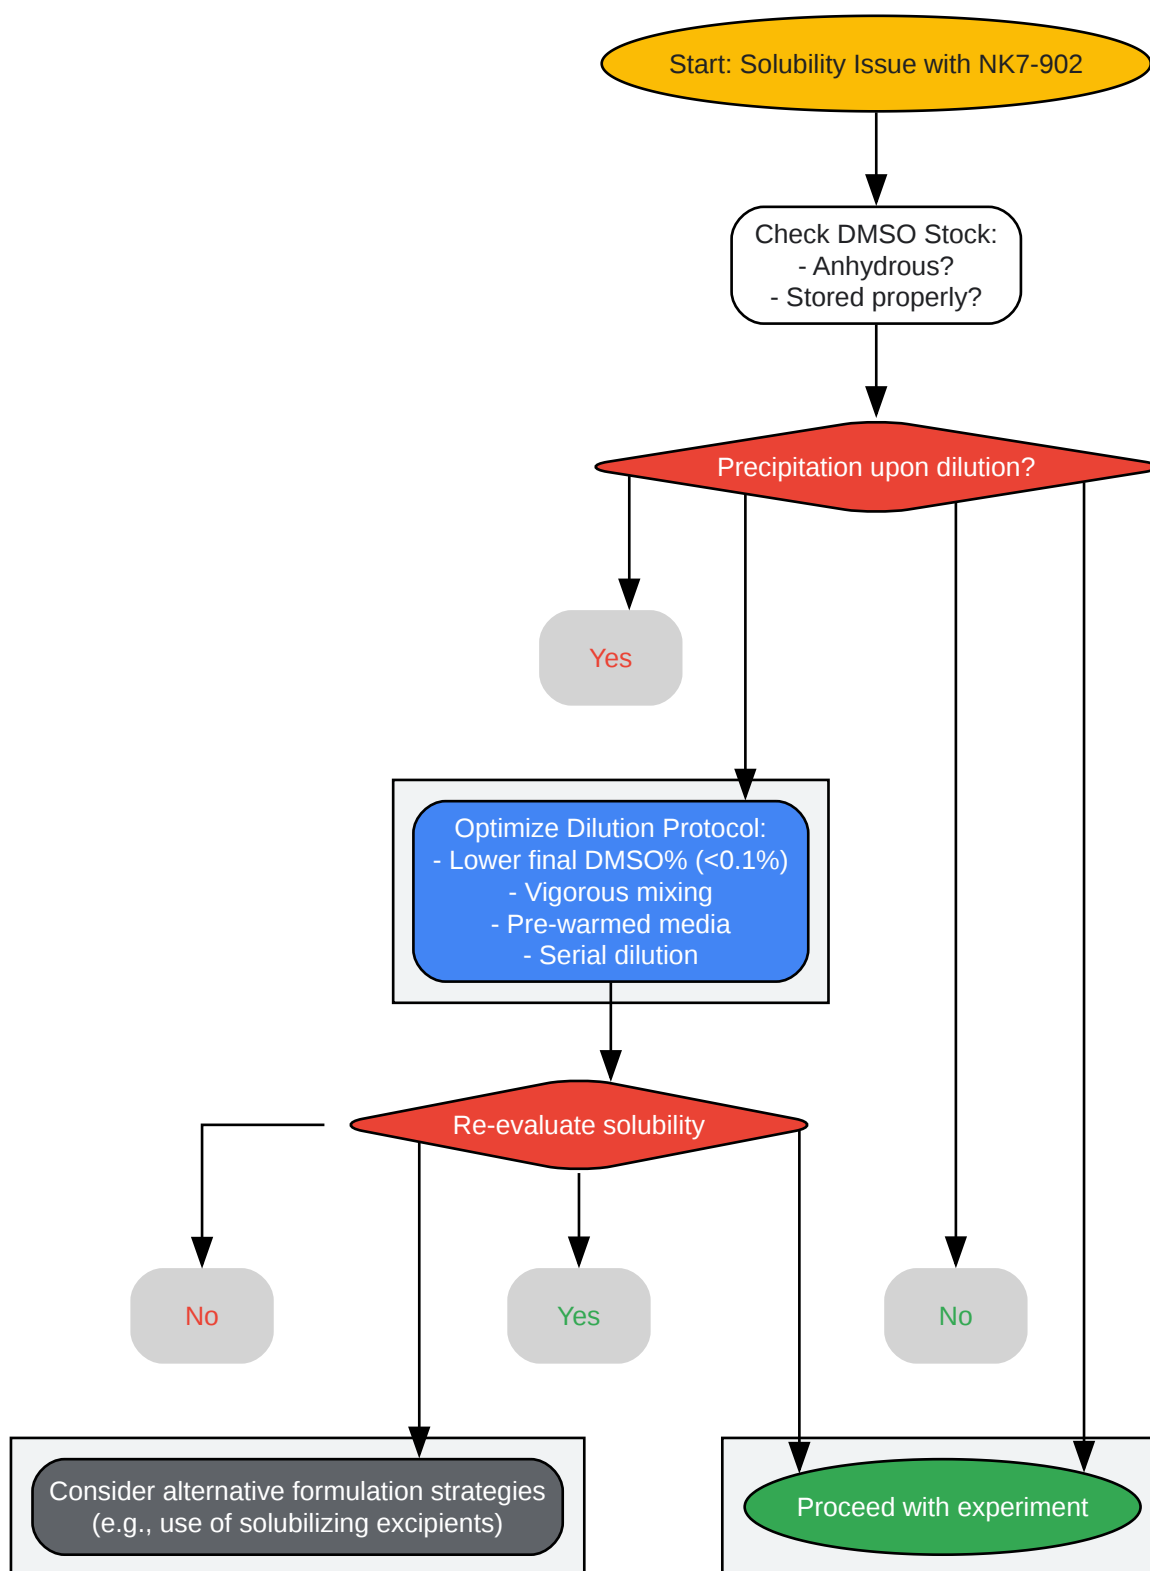 Start: Solubility Issue with NK7-902
Check DMSO Stock:
- Anhydrous?
- Stored properly?
Precipitation upon dilution?
Yes
Optimize Dilution Protocol:
- Lower final DMSO% (<0.1%)
- Vigorous mixing
- Pre-warmed media
- Serial dilution
Re-evaluate solubility
No
Yes
No
Consider alternative formulation strategies
(e.g., use of solubilizing excipients)
Proceed with experiment